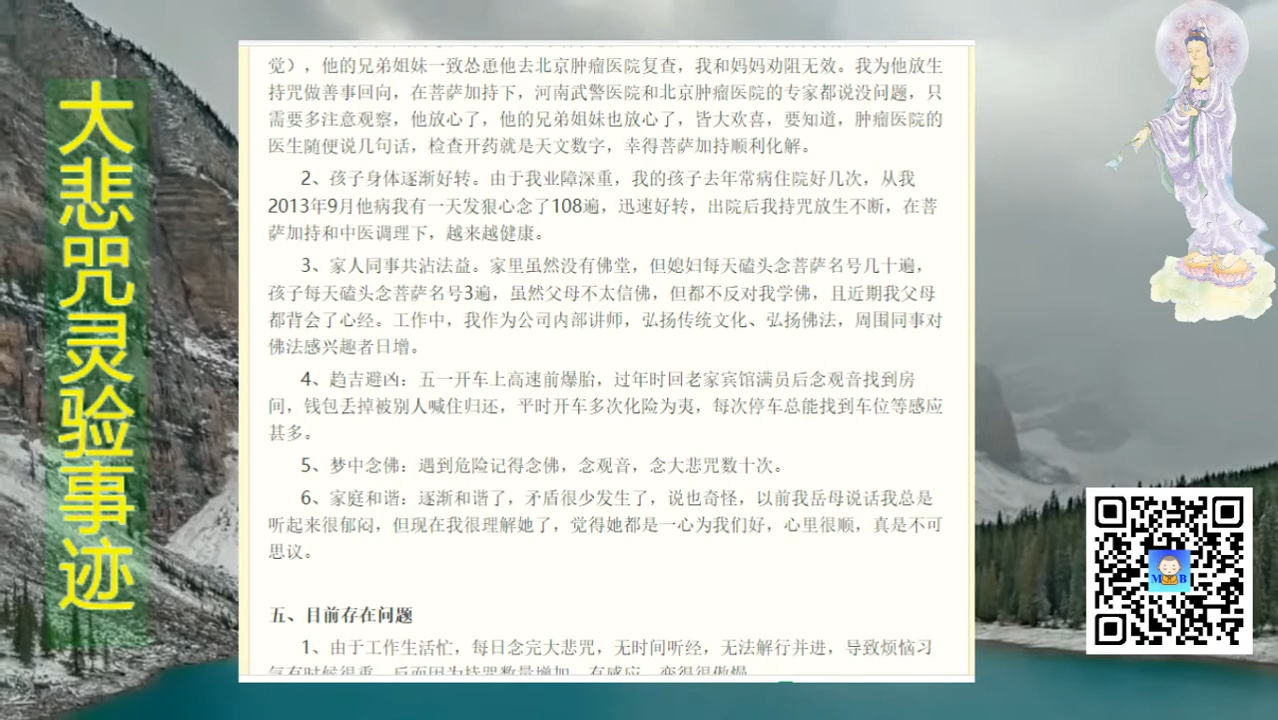 大悲咒灵验事迹
觉），他的兄弟姐妹一致怂恿他去北京肿瘤医院复查，我和妈妈劝阻无效。我为他放生
持咒做善事回向，在菩萨加持下，河南武警医院和北京肿瘤医院的专家都说没问题，只
需要多注意观察，他放心了，他的兄弟姐妹也放心了，皆大欢喜，要知道，肿瘤医院的
医生随便说几句话，检查开药就是天文数字，幸得菩萨加持顺利化解。
2、孩子身体逐渐好转。由于我业障深重，我的孩子去年常病住院好几次，从我
2013年9月他病我有一天发狠心念了108遍，迅速好转，出院后我持咒放生不断，在菩
萨加持和中医调理下，越来越健康。
3、家人同事共沾法益。家里虽然没有佛堂，但媳妇每天磕头念菩萨名号几十遍，
孩子每天磕头念菩萨名号3遍，虽然父母不太信佛，但都不反对我学佛，且近期我父母
都背会了心经。工作中，我作为公司内部讲师，弘扬传统文化、弘扬佛法，周围同事对
佛法感兴趣者日增。
4、趋吉避凶：五一开车上高速前爆胎，过年时回老家宾馆满员后念观音找到房
间，钱包丢掉被别人喊住归还，平时开车多次化险为夷，每次停车总能找到车位等感应
甚多。
5、梦中念佛：遇到危险记得念佛，念观音，念大悲咒数十次。
6、家庭和谐：逐渐和谐了，矛盾很少发生了，说也奇怪，以前我岳母说话我总是
听起来很郁闷，但现在我很理解她了，觉得她都是一心为我们好，心里很顺，真是不可
思议。
五、目前存在问题
1、由于工作生活忙，每日念完大悲咒，无时间听经，无法解行并进，导致烦恼习
气有时候很重，反而因为持咒数量增加，有感应，变得很傲慢
M B